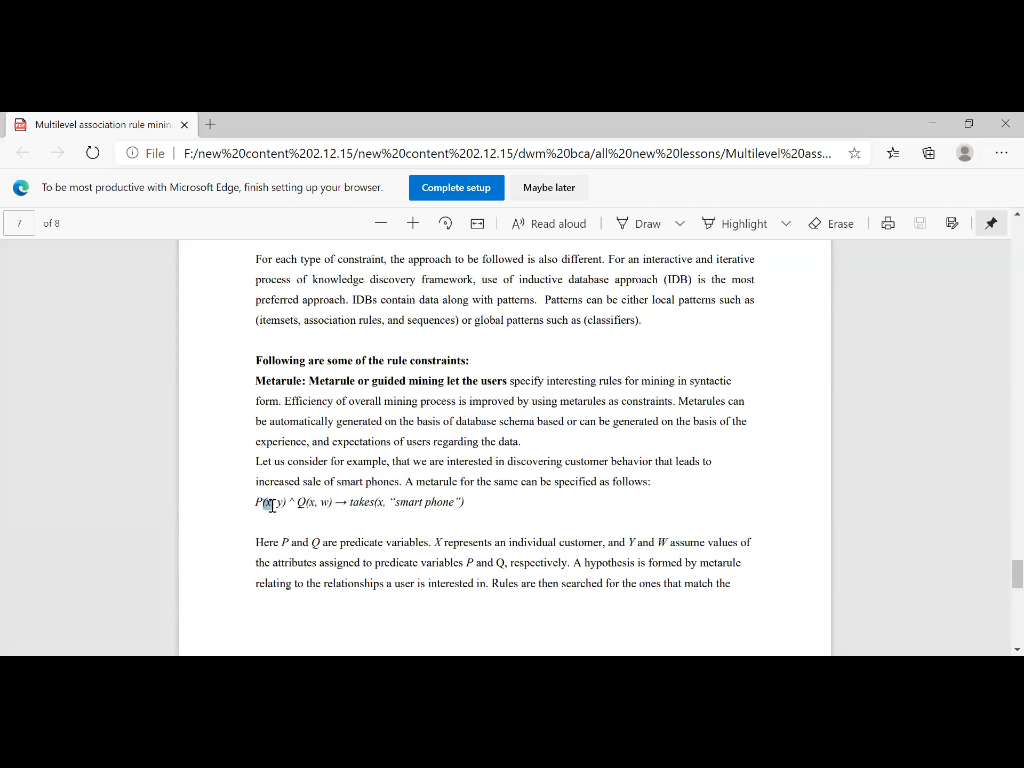 Multilevel association rule minin
File | F:/new%20content%202.12.15/new%20content%202.12.15/dwm%20bca/all%20new%20lessons/Multilevel%20ass...
To be most productive with Microsoft Edge, finish setting up your browser. Complete setup Maybe later
7 of 8 Read aloud Draw Highlight Erase
For each type of constraint, the approach to be followed is also different. For an interactive and iterative
process of knowledge discovery framework, use of inductive database approach (IDB) is the most
preferred approach. IDBs contain data along with patterns. Patterns can be either local patterns such as
(itemsets, association rules, and sequences) or global patterns such as (classifiers).
Following are some of the rule constraints:
Metarule: Metarule or guided mining let the users specify interesting rules for mining in syntactic
form. Efficiency of overall mining process is improved by using metarules as constraints. Metarules can
be automatically generated on the basis of database schema based or can be generated on the basis of the
experience, and expectations of users regarding the data.
Let us consider for example, that we are interested in discovering customer behavior that leads to
increased sale of smart phones. A metarule for the same can be specified as follows:
P(x, y) ^ Q(x, w) → takes(x, “smart phone”)
Here P and Q are predicate variables. X represents an individual customer, and Y and W assume values of
the attributes assigned to predicate variables P and Q, respectively. A hypothesis is formed by metarule
relating to the relationships a user is interested in. Rules are then searched for the ones that match the